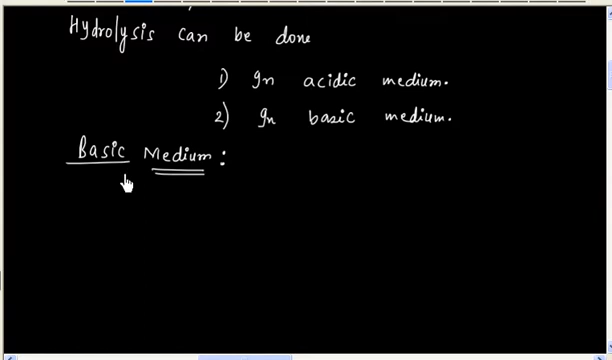 Hydrolysis can be done
1) In acidic medium.
2) In basic medium.
Basic Medium :